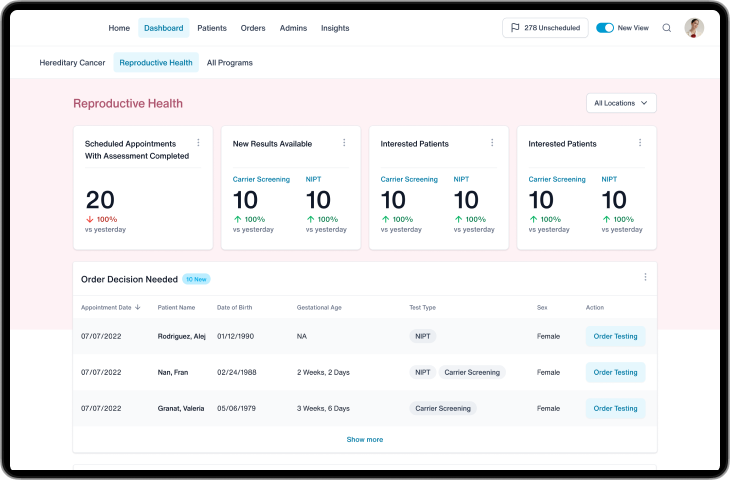 Home Dashboard Patients Orders Admins Insights 278 Unscheduled New View
Hereditary Cancer Reproductive Health All Programs
Reproductive Health All Locations
Scheduled Appointments
With Assessment Completed
20
100%
vs yesterday
New Results Available
Carrier Screening NIPT
10 10
100% 100%
vs yesterday vs yesterday
Interested Patients
Carrier Screening NIPT
10 10
100% 100%
vs yesterday vs yesterday
Interested Patients
Carrier Screening NIPT
10 10
100% 100%
vs yesterday vs yesterday
Order Decision Needed 10 New
Appointment Date Patient Name Date of Birth Gestational Age Test Type Sex Action
07/07/2022 Rodriguez, Alej 01/12/1990 NA NIPT Female Order Testing
07/07/2022 Nan, Fran 02/24/1988 2 Weeks, 2 Days NIPT Carrier Screening Female Order Testing
07/07/2022 Granat, Valeria 05/06/1979 3 Weeks, 6 Days Carrier Screening Female Order Testing
Show more